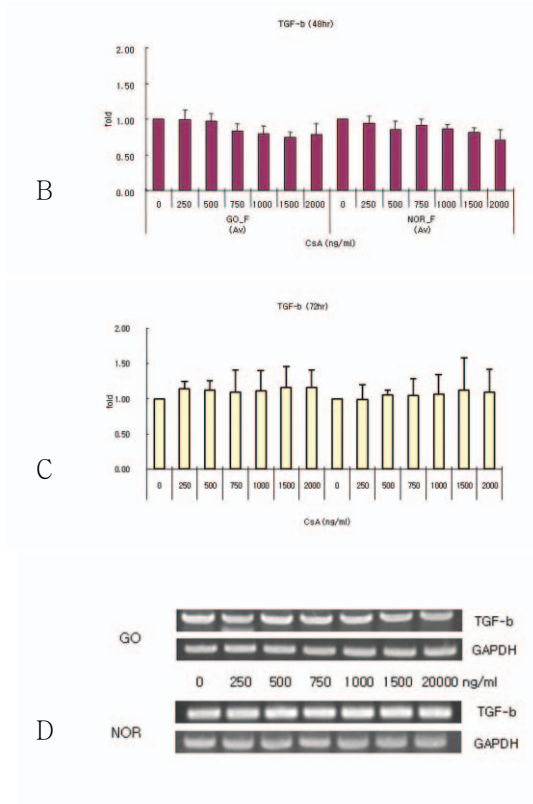 TGF-b (48hr)
2.00
1.50
1.00
0.50
0.00
fold
0 250 500 750 1000 1500 2000 0 250 500 750 1000 1500 2000
GO_F NOR_F
(Av) (Av)
CsA (ng/ml)
B
TGF-b (72hr)
2.00
1.50
1.00
0.50
0.00
fold
0 250 500 750 1000 1500 2000 0 250 500 750 1000 1500 2000
CsA (ng/ml)
C
GO TGF-b
GAPDH
0 250 500 750 1000 1500 20000 ng/ml
D NOR TGF-b
GAPDH